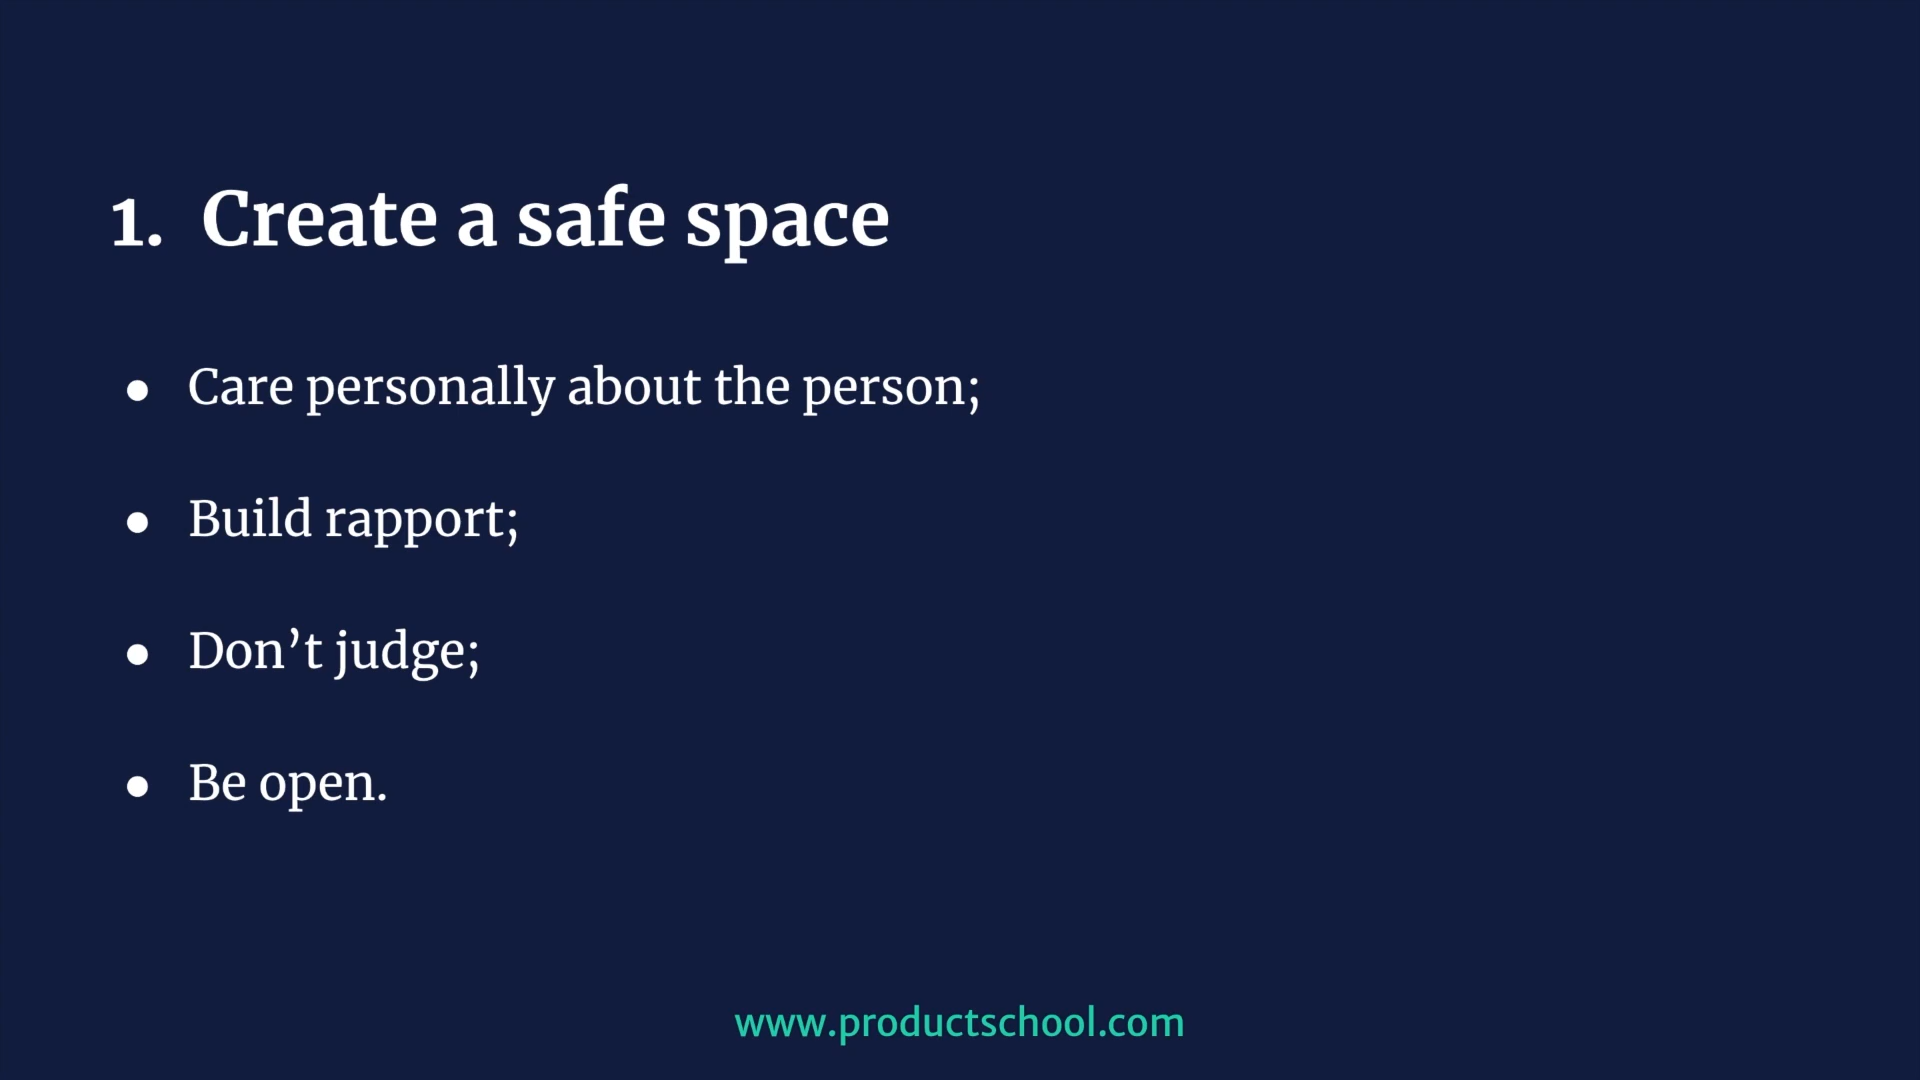 1. Create a safe space
● Care personally about the person;
● Build rapport;
● Don’t judge;
● Be open.
www.productschool.com